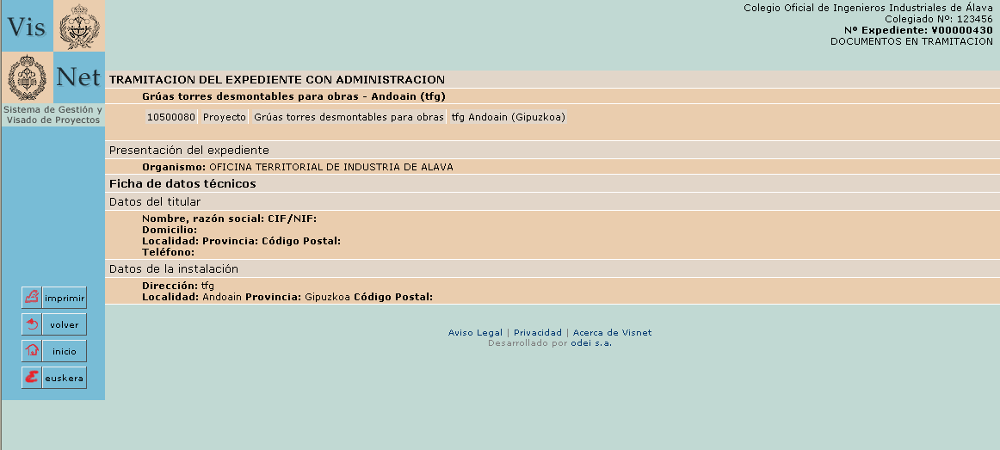 Vis
Net
Sistema de Gestión y
Visado de Proyectos
Colegio Oficial de Ingenieros Industriales de Álava
Colegiado Nº: 123456
Nº Expediente: V00000430
DOCUMENTOS EN TRAMITACION
TRAMITACION DEL EXPEDIENTE CON ADMINISTRACION
Grúas torres desmontables para obras - Andoain (tfg)
10500080 Proyecto Grúas torres desmontables para obras tfg Andoain (Gipuzkoa)
Presentación del expediente
Organismo: OFICINA TERRITORIAL DE INDUSTRIA DE ALAVA
Ficha de datos técnicos
Datos del titular
Nombre, razón social: CIF/NIF:
Domicilio:
Localidad: Provincia: Código Postal:
Teléfono:
Datos de la instalación
Dirección: tfg
Localidad: Andoain Provincia: Gipuzkoa Código Postal:
imprimir
volver
inicio
euskera
Aviso Legal | Privacidad | Acerca de Visnet
Desarrollado por odei s.a.